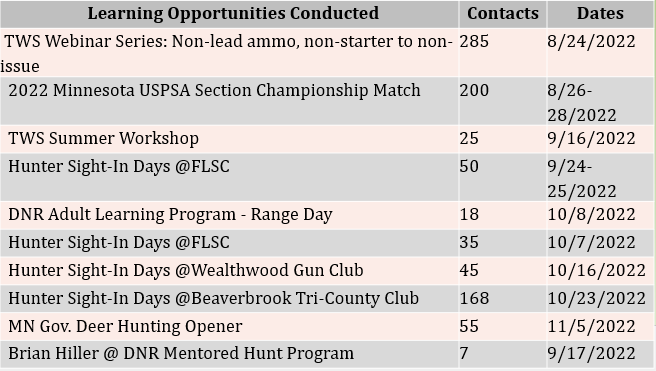 Learning Opportunities Conducted Contacts Dates
TWS Webinar Series: Non-lead ammo, non-starter to non- 285 8/24/2022
issue
2022 Minnesota USPSA Section Championship Match 200 8/26-
28/2022
TWS Summer Workshop 25 9/16/2022
Hunter Sight-In Days @FLSC 50 9/24-
25/2022
DNR Adult Learning Program - Range Day 18 10/8/2022
Hunter Sight-In Days @FLSC 35 10/7/2022
Hunter Sight-In Days @Wealthwood Gun Club 45 10/16/2022
Hunter Sight-In Days @Beaverbrook Tri-County Club 168 10/23/2022
MN Gov. Deer Hunting Opener 55 11/5/2022
Brian Hiller @ DNR Mentored Hunt Program 7 9/17/2022